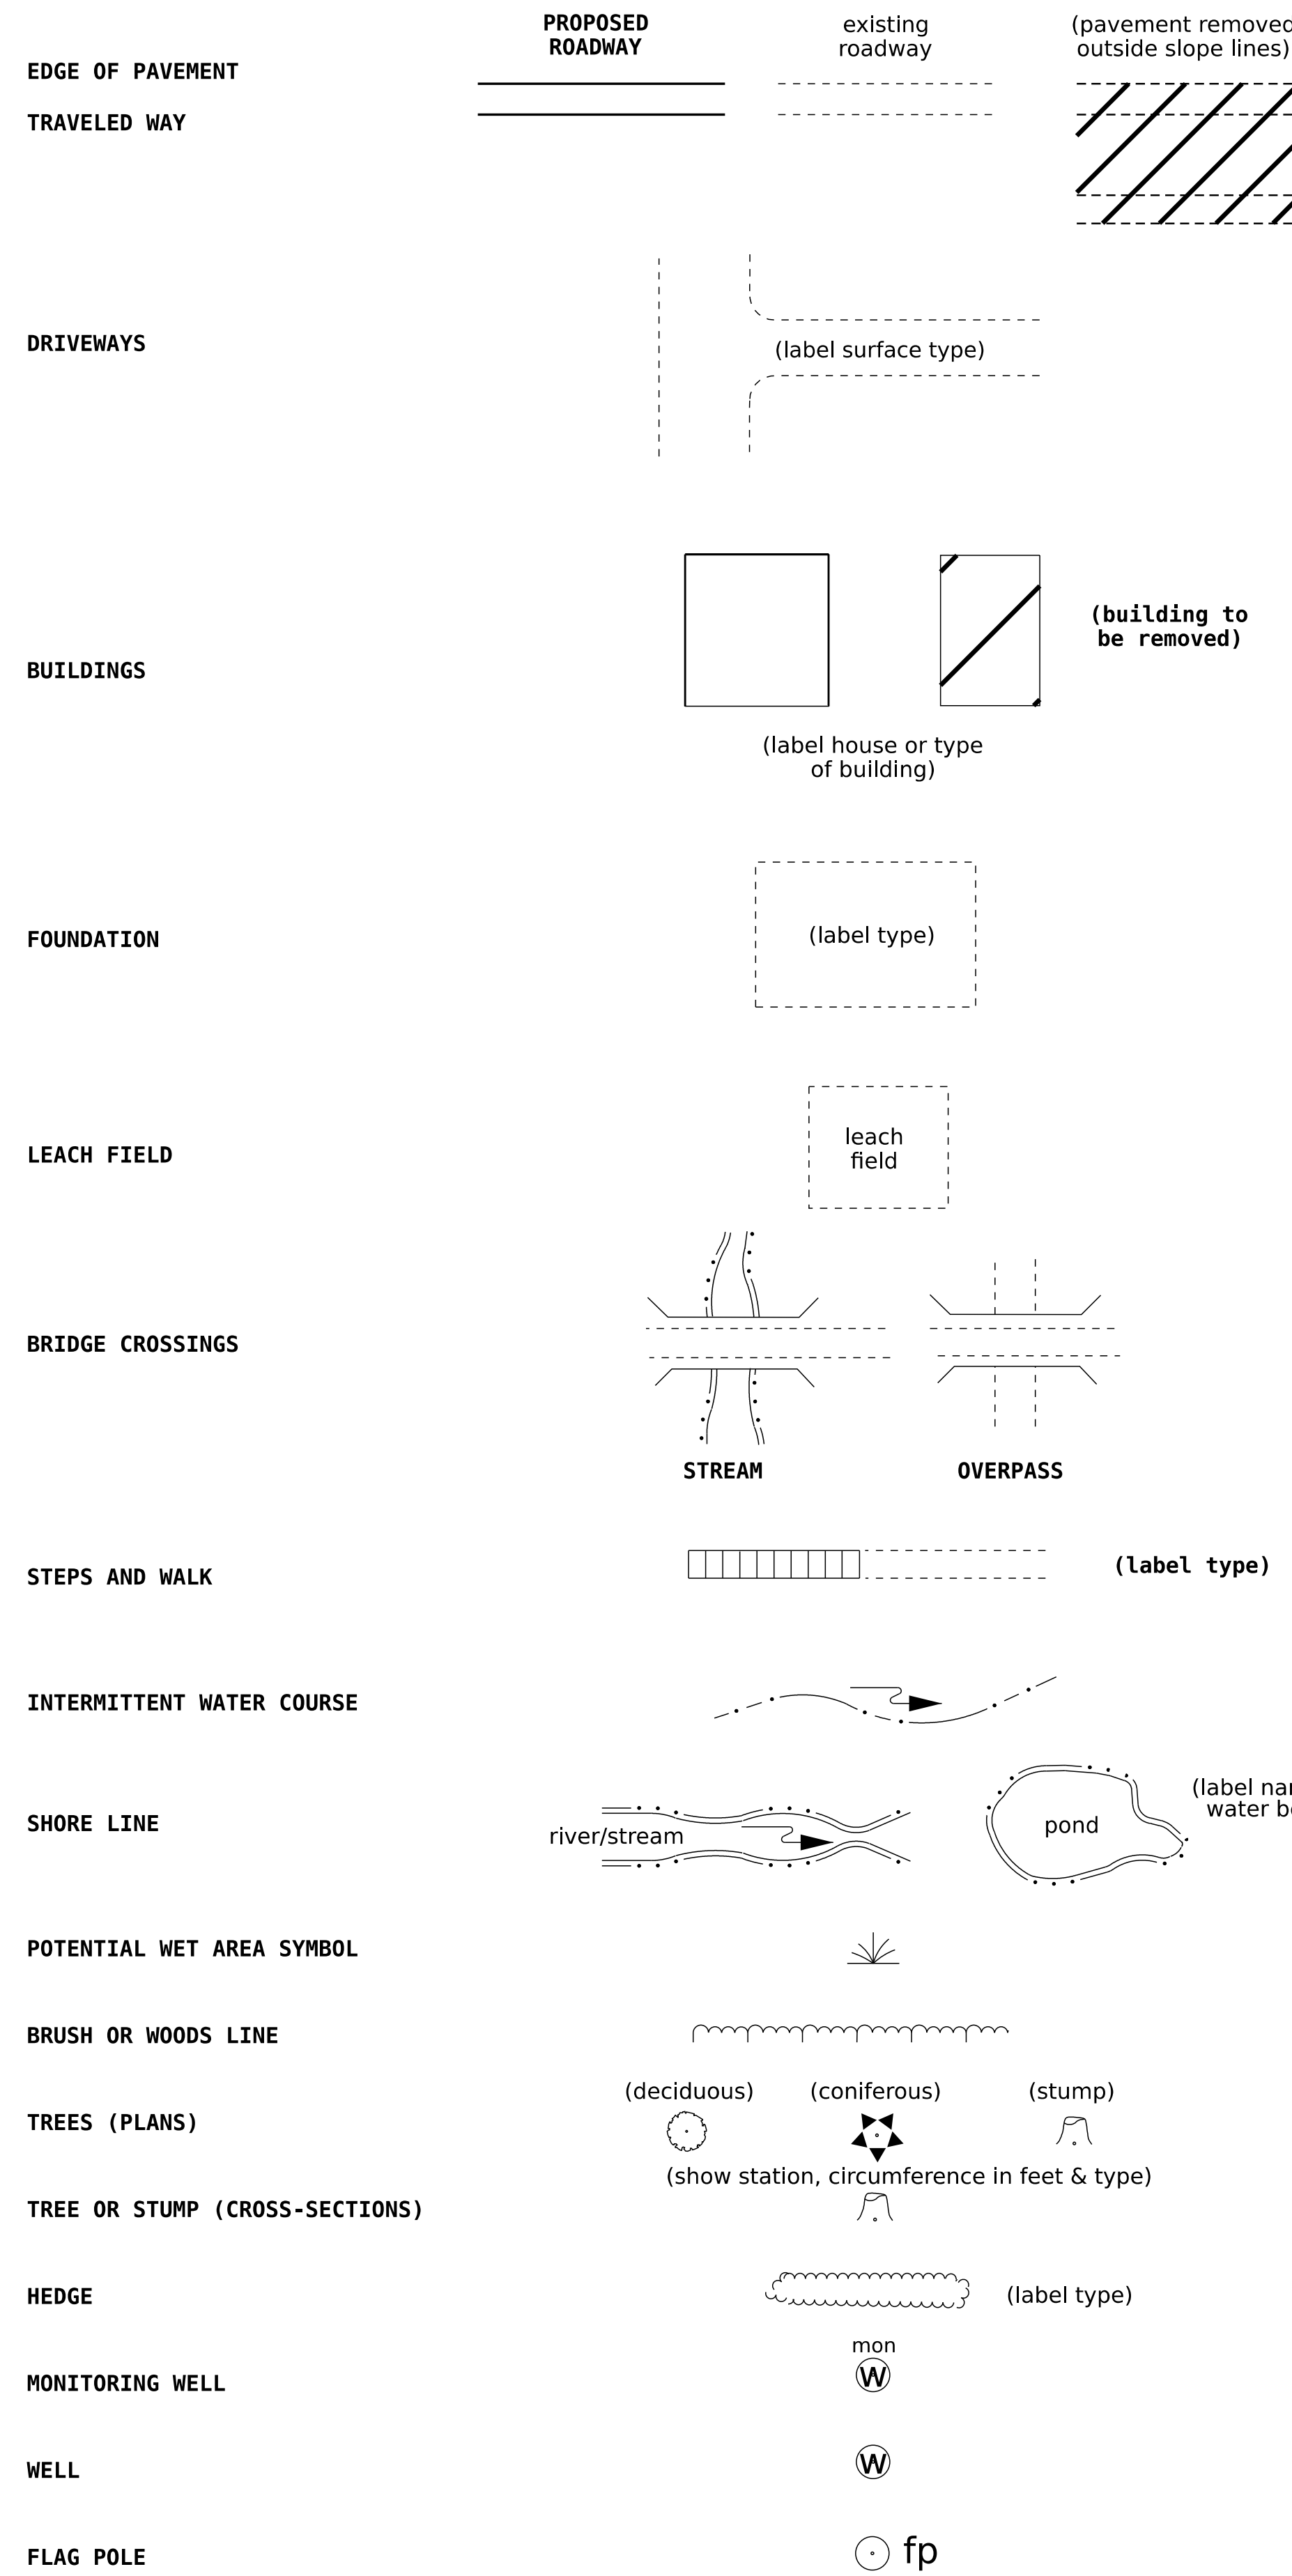 PROPOSED
ROADWAY
existing
roadway
(pavement removed
outside slope lines)
EDGE OF PAVEMENT
TRAVELED WAY
DRIVEWAYS
(label surface type)
(building to
be removed)
BUILDINGS
(label house or type
of building)
FOUNDATION
(label type)
LEACH FIELD
leach
field
BRIDGE CROSSINGS
STREAM
OVERPASS
STEPS AND WALK
(label type)
INTERMITTENT WATER COURSE
SHORE LINE
river/stream
pond
(label
water
POTENTIAL WET AREA SYMBOL
BRUSH OR WOODS LINE
(deciduous)
(coniferous)
(stump)
TREES (PLANS)
(show station, circumference in feet & type)
TREE OR STUMP (CROSS-SECTIONS)
HEDGE
(label type)
mon
MONITORING WELL
W
WELL
W
FLAG POLE
fp